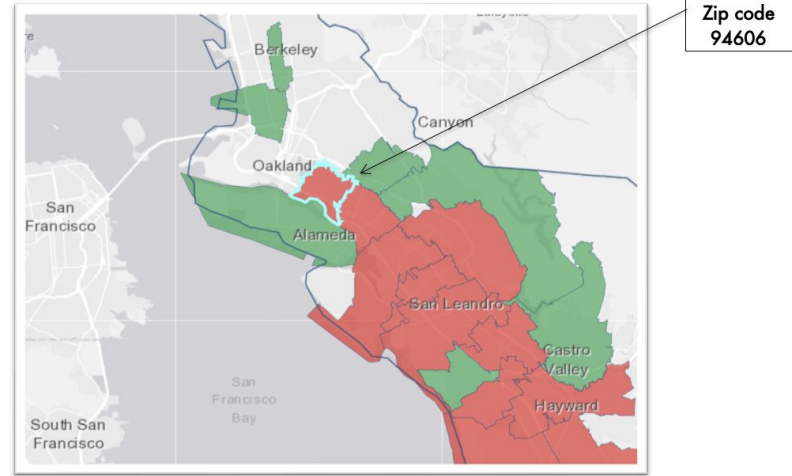 Zip code
94606
Berkeley
Canyon
Oakland
San
Francisco
Alameda
San Leandro
Castro
Valley
San
Francisco
Bay
Hayward
South San
Francisco